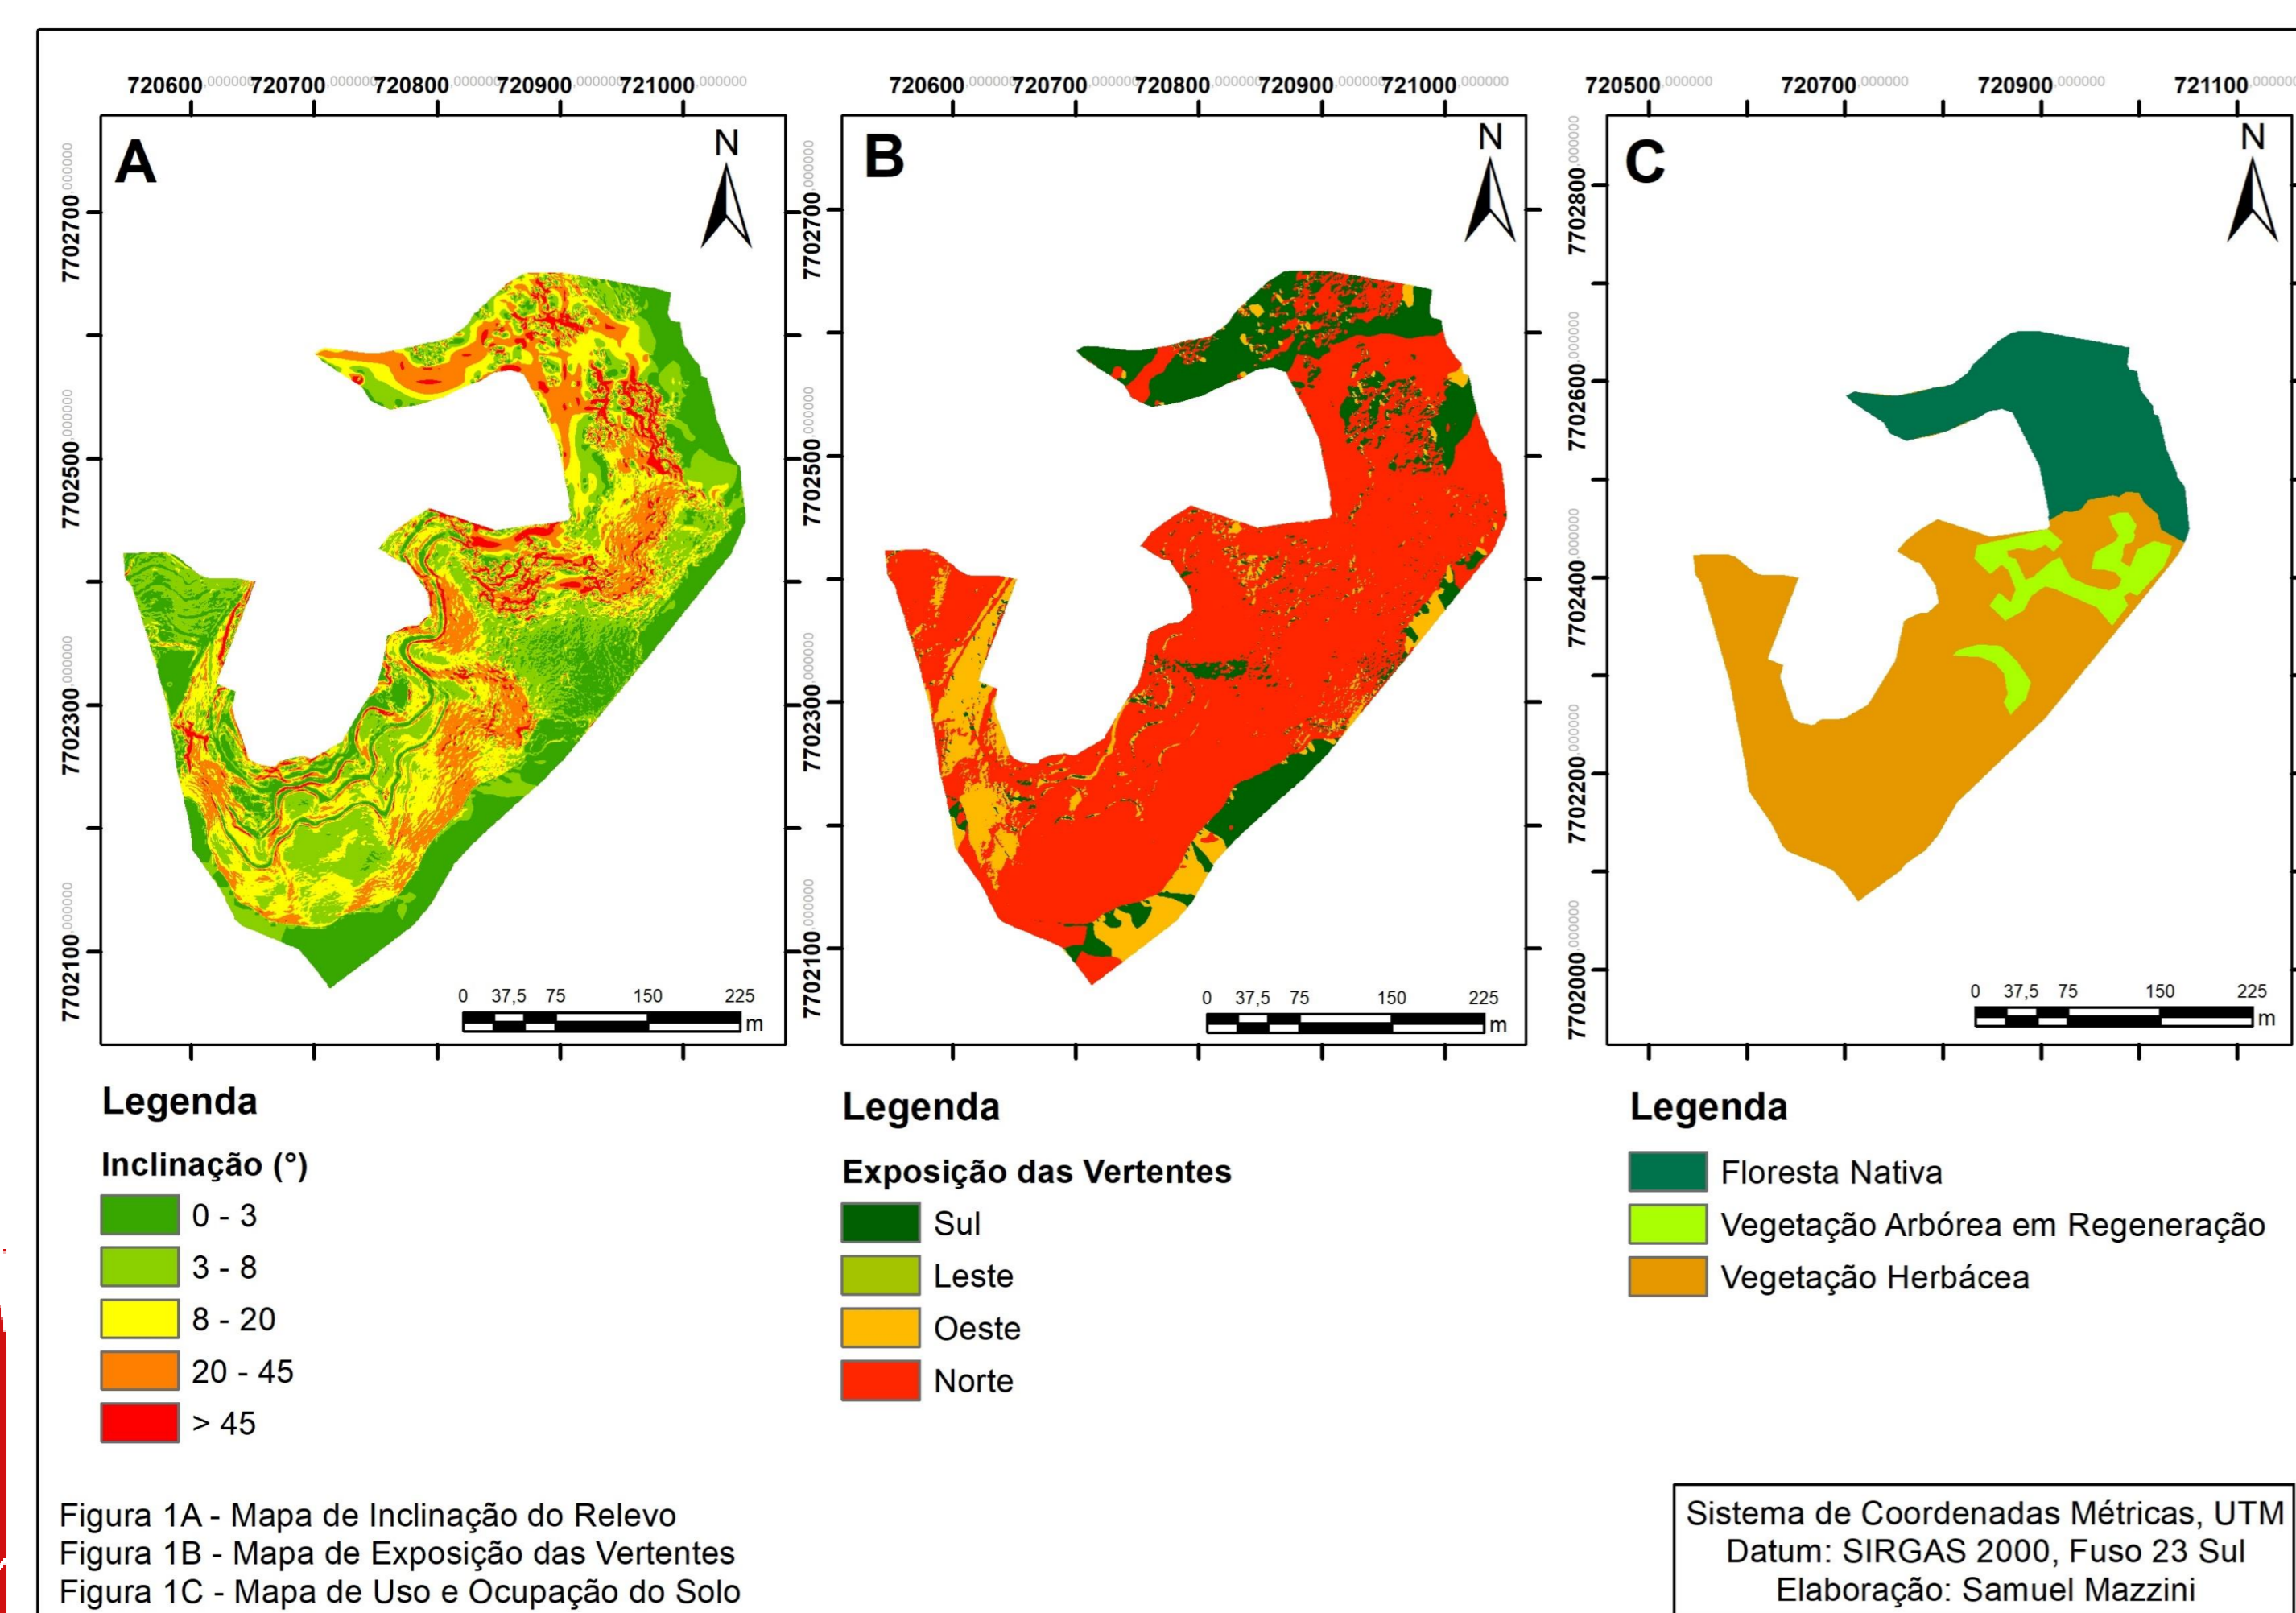 720600,000000 720700,000000 720800,000000 720900,000000 721000,000000
720600,000000 720700,000000 720800,000000 720900,000000 721000,000000
720500,000000 720700,000000 720900,000000 721100,000000
A
N
7702700,000000
7702500,000000
7702300,000000
7702100,000000
0 37,5 75 150 225
m
B
N
7702700,000000
7702500,000000
7702300,000000
7702100,000000
0 37,5 75 150 225
m
C
N
7702800,000000
7702600,000000
7702400,000000
7702200,000000
7702000,000000
0 37,5 75 150 225
m
Legenda
Inclinação (°)
0 - 3
3 - 8
8 - 20
20 - 45
> 45
Legenda
Exposição das Vertentes
Sul
Leste
Oeste
Norte
Legenda
Floresta Nativa
Vegetação Arbórea em Regeneração
Vegetação Herbácea
Figura 1A - Mapa de Inclinação do Relevo
Figura 1B - Mapa de Exposição das Vertentes
Figura 1C - Mapa de Uso e Ocupação do Solo
Sistema de Coordenadas Métricas, UTM
Datum: SIRGAS 2000, Fuso 23 Sul
Elaboração: Samuel Mazzini